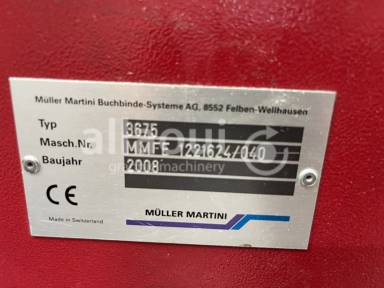 Müller Martini Buchbinde-Systeme AG, 8552 Felben-Wellhausen
Typ 3675
Masch.Nr. MMFE 1221624/040
Baujahr 2008
CE
Made in Switzerland
MÜLLER MARTINI